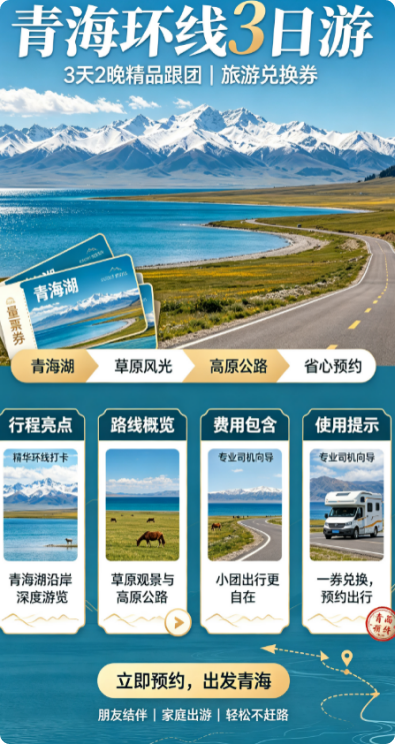 青海环线3日游
3天2晚精品跟团 | 旅游兑换券
青海湖
量票券
青海湖
草原风光
高原公路
省心预约
行程亮点
精华环线打卡
青海湖沿岸
深度游览
路线概览
草原观景与
高原公路
费用包含
专业司机向导
小团出行更
自在
使用提示
专业司机向导
一券兑换，
预约出行
立即预约，出发青海
朋友结伴 | 家庭出游 | 轻松不赶路